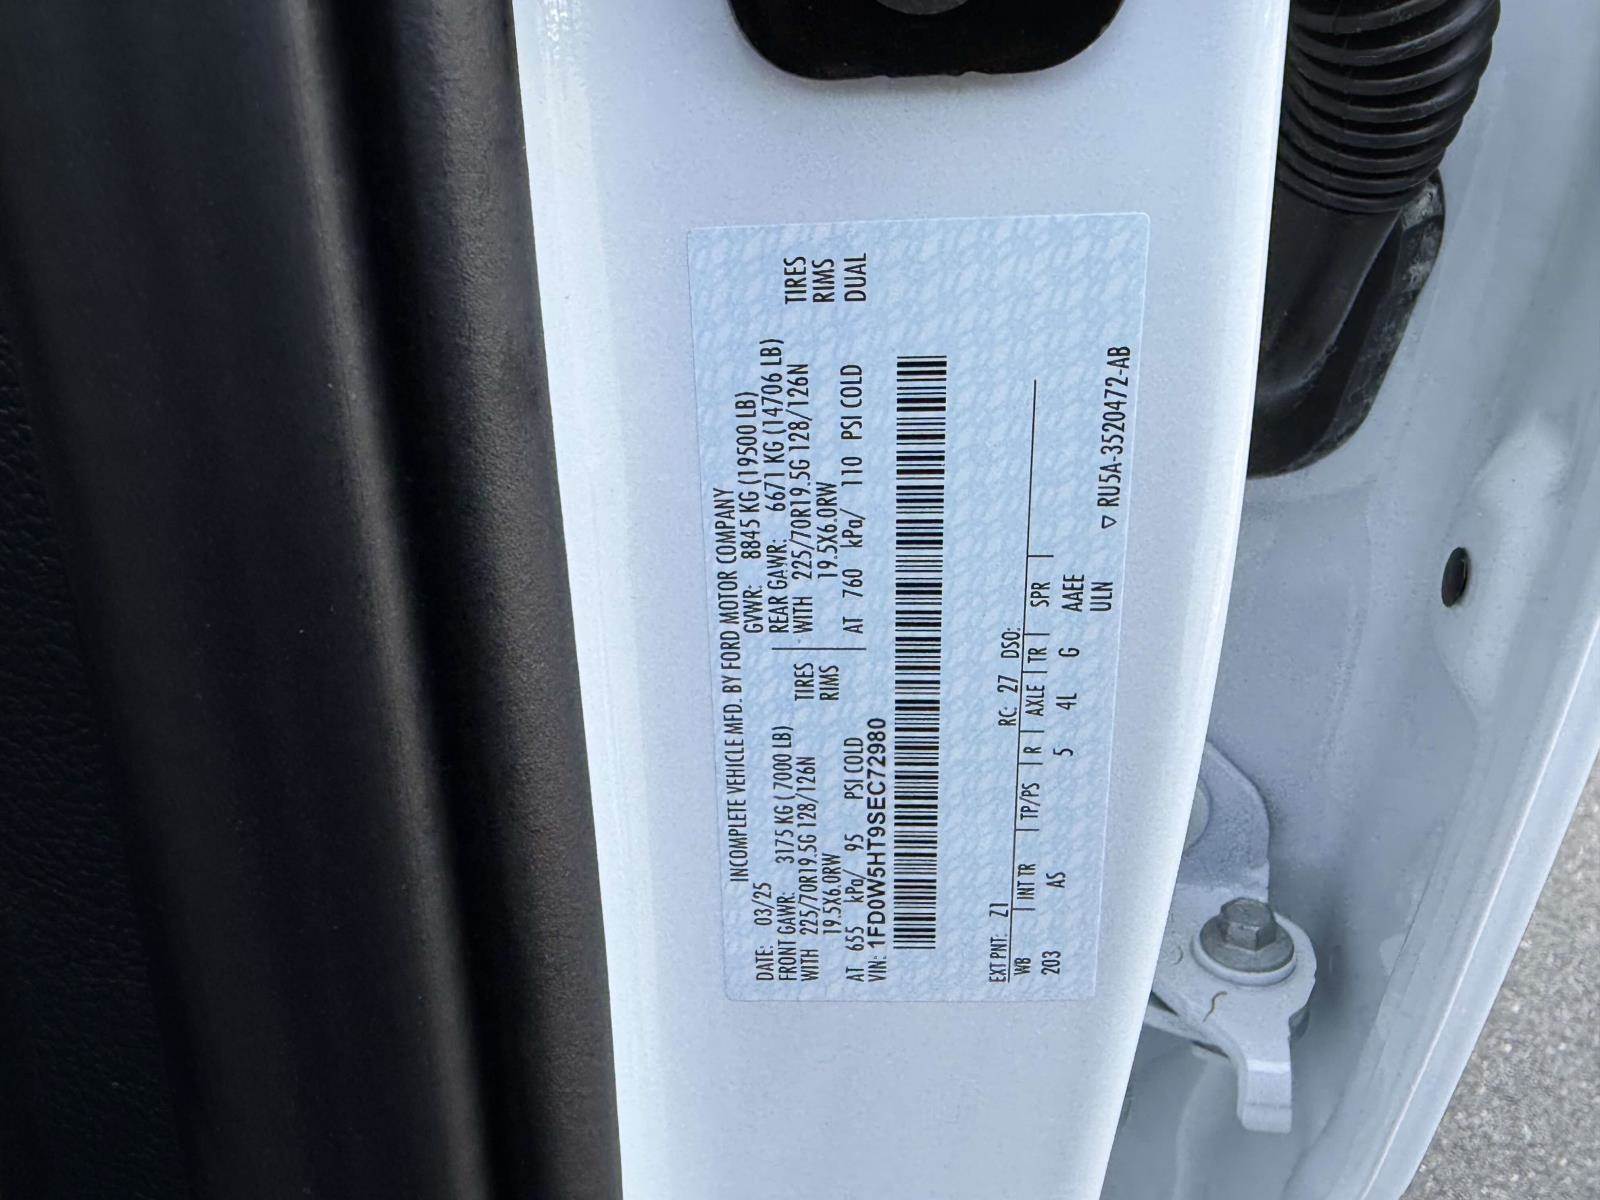 INCOMPLETE VEHICLE MFD. BY FORD MOTOR COMPANY
DATE: 03/25 GVWR: 8845 KG (19500 LB)
FRONT GAWR: 3175 KG (7000 LB) REAR GAWR: 6671 KG (14706 LB)
WITH 225/70R19.5G 128/126N TIRES WITH 225/70R19.5G 128/126N TIRES
19.5X6.0RW RIMS 19.5X6.0RW RIMS
AT 655 kPa/ 95 PSI COLD AT 760 kPa/ 110 PSI COLD DUAL
VIN: 1FD0W5HT9SEC72980
EXT PNT: Z1 RC: 27 DSO:
WB INT TR TP/PS R AXLE TR SPR
203 AS 5 4L G AAEE
ULN
▽ RU5A-3520472-AB